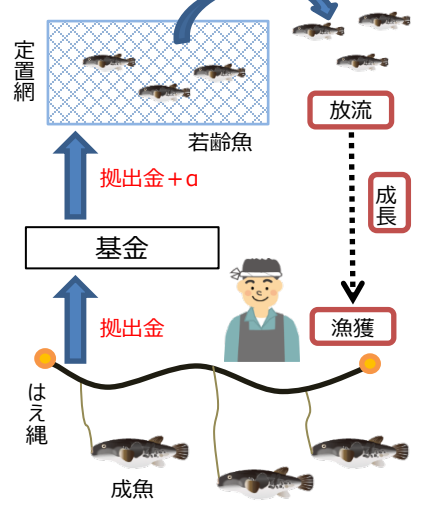 定置網
若齢魚
放流
拠出金+α
成長
基金
拠出金
漁獲
はえ縄
成魚